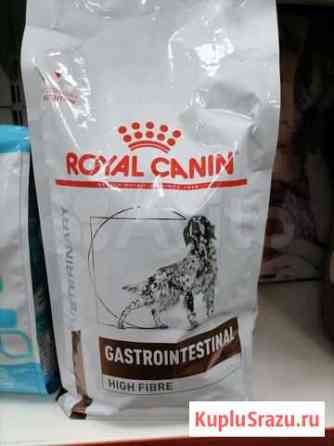 ROYAL CANIN
VETERINARY
GASTROINTESTINAL
HIGH FIBRE
KupluSrazu.ru